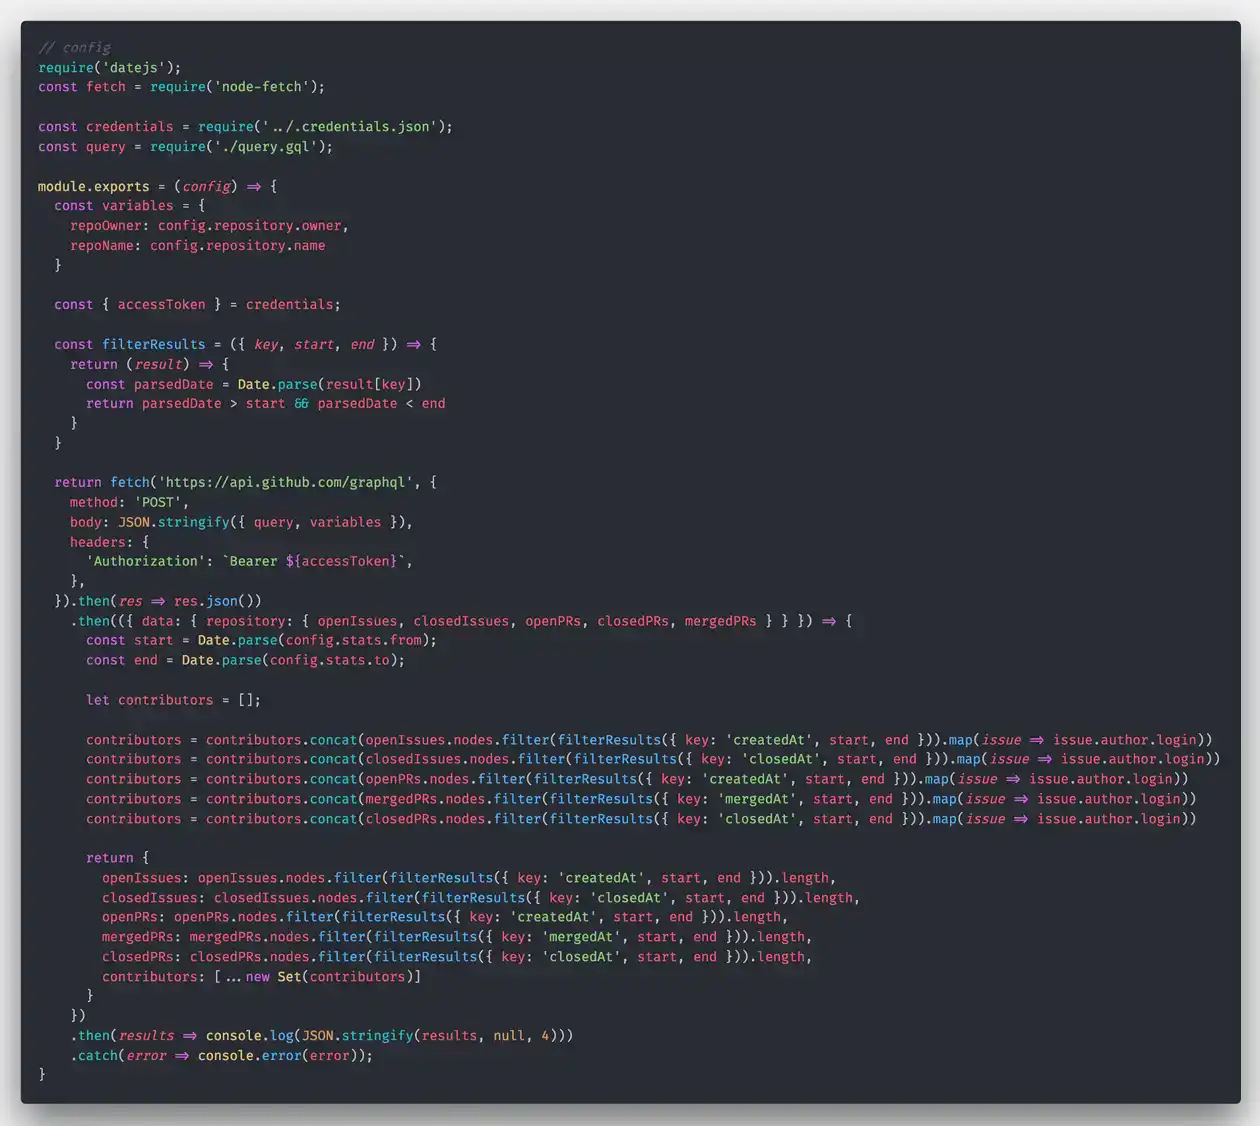 // config
require('datejs');
const fetch = require('node-fetch');

const credentials = require('../.credentials.json');
const query = require('./query.gql');

module.exports = (config) => {
  const variables = {
    repoOwner: config.repository.owner,
    repoName: config.repository.name
  }

  const { accessToken } = credentials;

  const filterResults = ({ key, start, end }) => {
    return (result) => {
      const parsedDate = Date.parse(result[key])
      return parsedDate > start && parsedDate < end
    }
  }

  return fetch('https://api.github.com/graphql', {
    method: 'POST',
    body: JSON.stringify({ query, variables }),
    headers: {
      'Authorization': `Bearer ${accessToken}`,
    },
  }).then(res => res.json())
    .then(({ data: { repository: { openIssues, closedIssues, openPRs, closedPRs, mergedPRs } } }) => {
      const start = Date.parse(config.stats.from);
      const end = Date.parse(config.stats.to);

      let contributors = [];

      contributors = contributors.concat(openIssues.nodes.filter(filterResults({ key: 'createdAt', start, end })).map(issue => issue.author.login))
      contributors = contributors.concat(closedIssues.nodes.filter(filterResults({ key: 'closedAt', start, end })).map(issue => issue.author.login))
      contributors = contributors.concat(openPRs.nodes.filter(filterResults({ key: 'createdAt', start, end })).map(issue => issue.author.login))
      contributors = contributors.concat(mergedPRs.nodes.filter(filterResults({ key: 'mergedAt', start, end })).map(issue => issue.author.login))
      contributors = contributors.concat(closedPRs.nodes.filter(filterResults({ key: 'closedAt', start, end })).map(issue => issue.author.login))

      return {
        openIssues: openIssues.nodes.filter(filterResults({ key: 'createdAt', start, end })).length,
        closedIssues: closedIssues.nodes.filter(filterResults({ key: 'closedAt', start, end })).length,
        openPRs: openPRs.nodes.filter(filterResults({ key: 'createdAt', start, end })).length,
        mergedPRs: mergedPRs.nodes.filter(filterResults({ key: 'mergedAt', start, end })).length,
        closedPRs: closedPRs.nodes.filter(filterResults({ key: 'closedAt', start, end })).length,
        contributors: [...new Set(contributors)]
      }
    })
    .then(results => console.log(JSON.stringify(results, null, 4)))
    .catch(error => console.error(error));
}